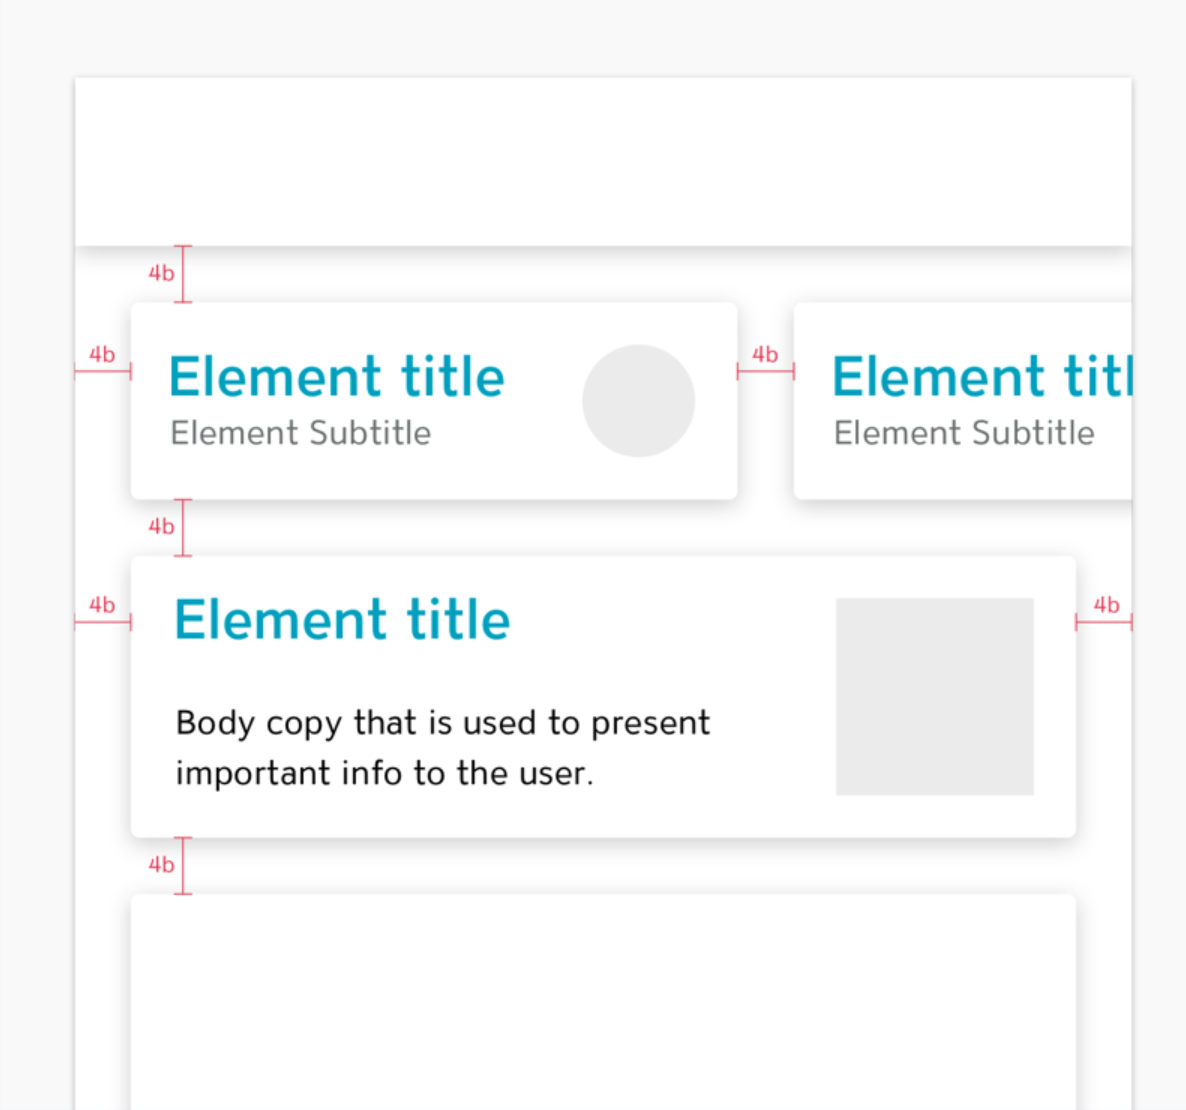 4b
4b
4b
Element title
Element titl
Element Subtitle
Element Subtitle
4b
4b
4b
Element title
Body copy that is used to present
important info to the user.
4b